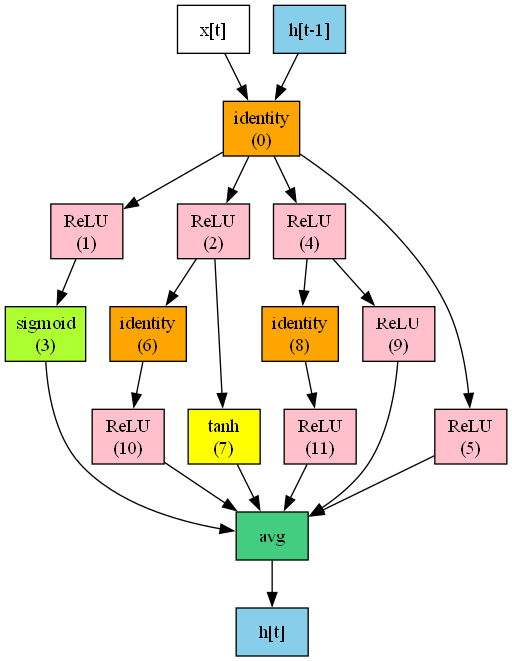 x[t]
h[t-1]
identity
(0)
ReLU
(1)
ReLU
(2)
ReLU
(4)
sigmoid
(3)
identity
(6)
identity
(8)
ReLU
(9)
ReLU
(10)
tanh
(7)
ReLU
(11)
ReLU
(5)
avg
h[t]